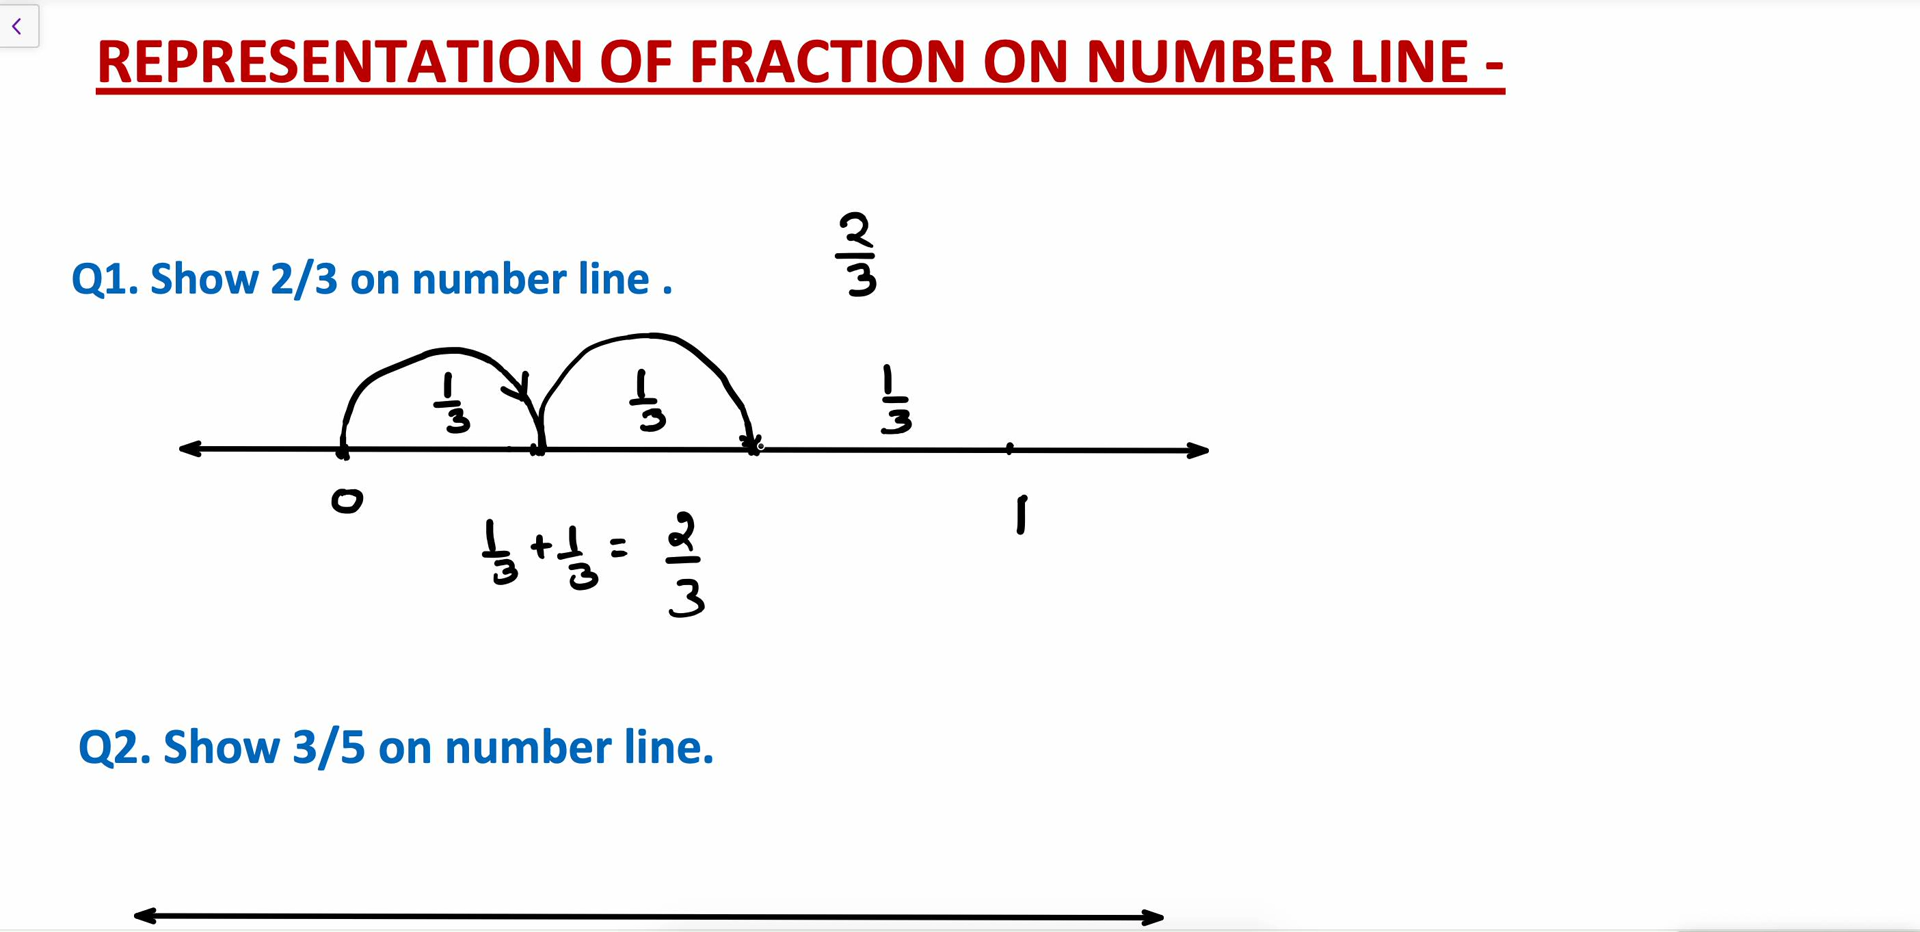 REPRESENTATION OF FRACTION ON NUMBER LINE -
2/3
Q1. Show 2/3 on number line .
1/3 1/3 1/3
0 1
1/3 + 1/3 = 2/3
Q2. Show 3/5 on number line.